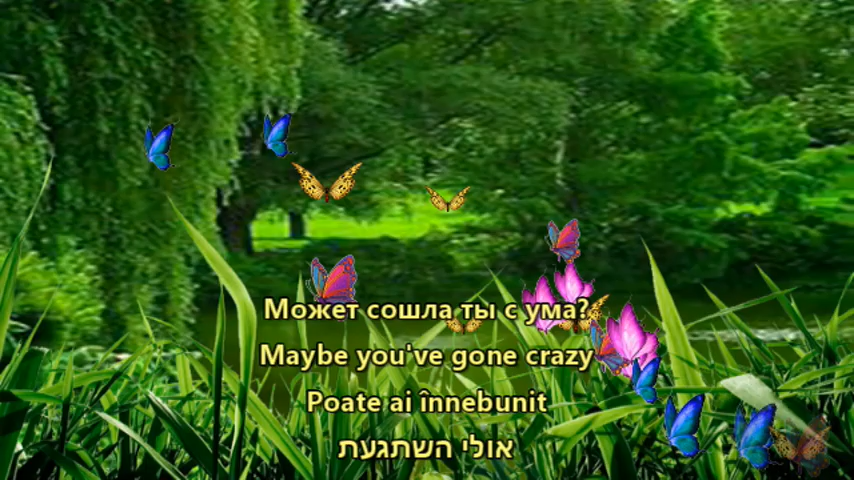 Может сошла ты с ума?
Maybe you've gone crazy
Poate ai înnebunit
אולי השתגעת